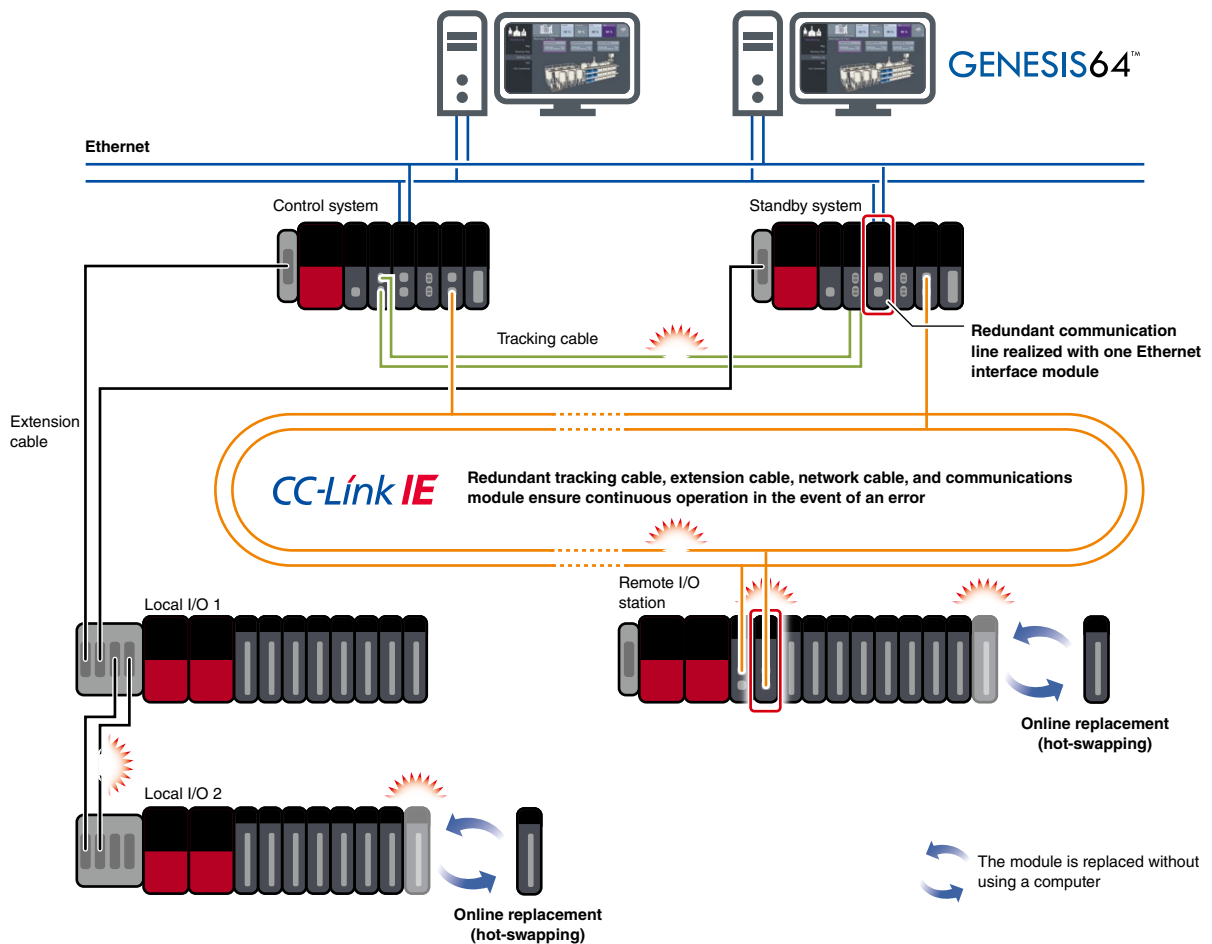 GENESIS64™
Ethernet
Control system
Standby system
Tracking cable
Redundant communication
line realized with one Ethernet
interface module
Extension
cable
CC-Línk IE
Redundant tracking cable, extension cable, network cable, and communications
module ensure continuous operation in the event of an error
Local I/O 1
Remote I/O
station
Online replacement
(hot-swapping)
Local I/O 2
The module is replaced without
using a computer
Online replacement
(hot-swapping)